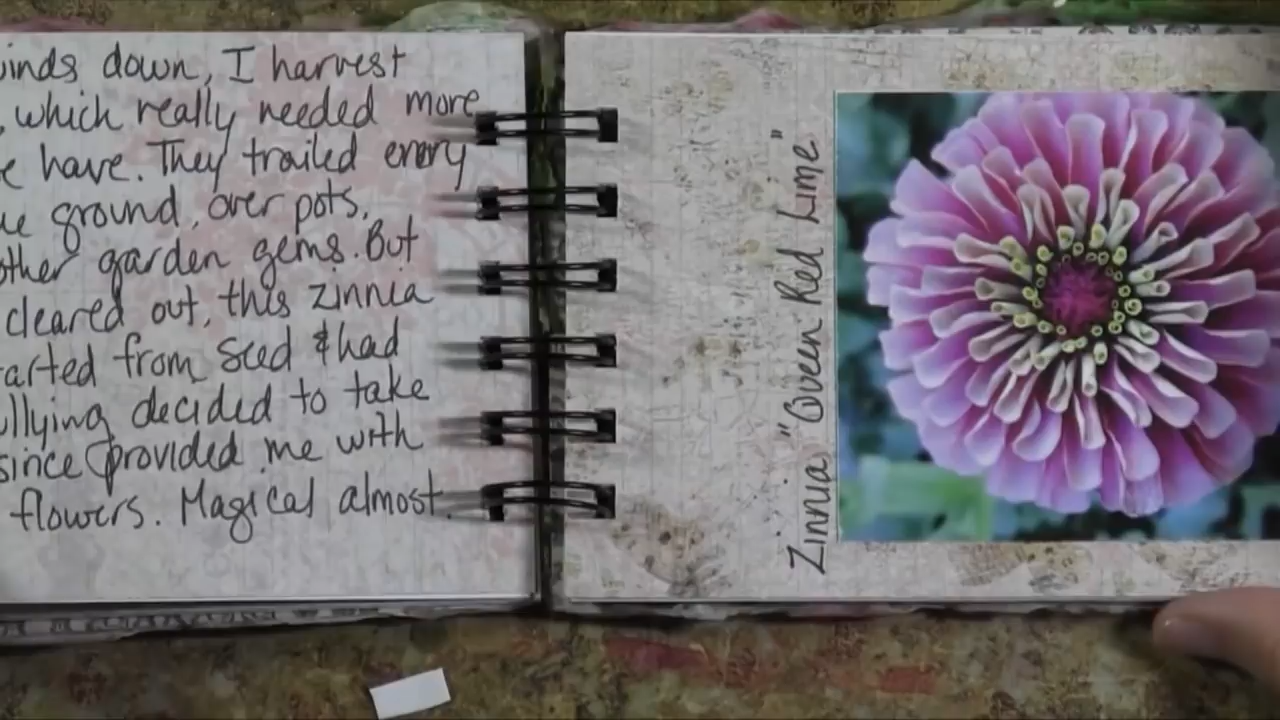 winds down, I harvest
, which really needed more
e have. They trailed every
ue ground, over pots,
other garden gems. But
cleared out, this zinnia
arted from seed & had
ullying decided to take
since provided me with
flowers. Magical almost.
Zinnia "Queen Red Lime"